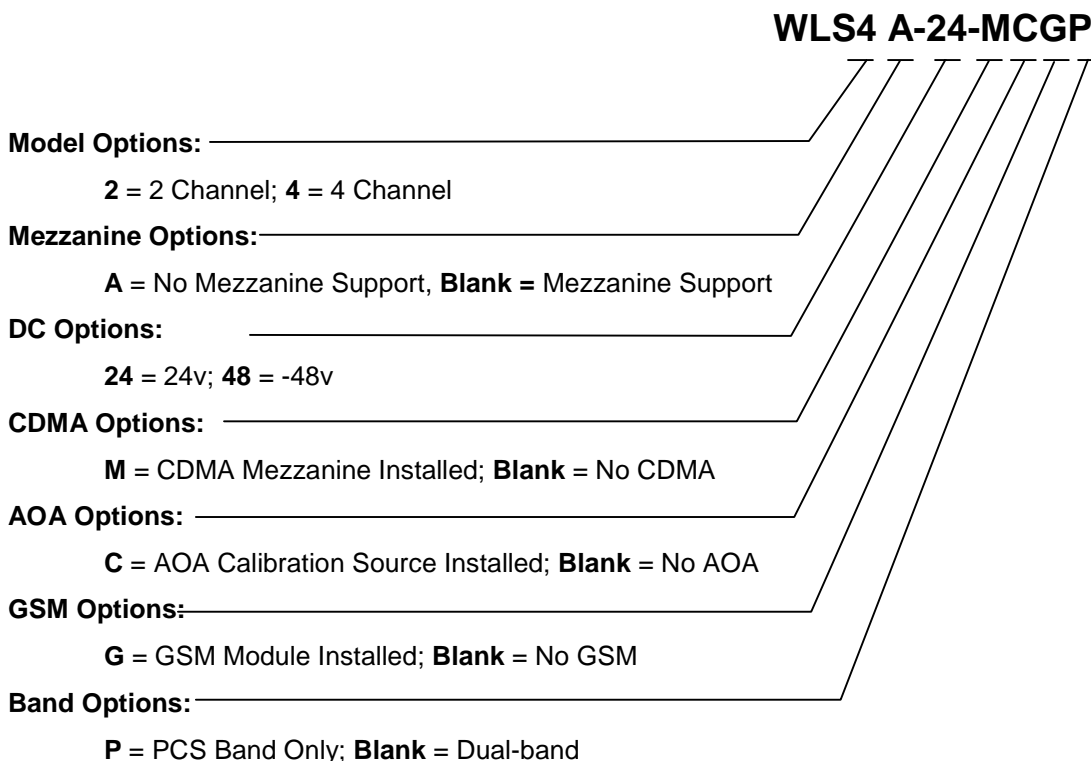 WLS4 A-24-MCGP
Model Options:
2 = 2 Channel; 4 = 4 Channel
Mezzanine Options:
A = No Mezzanine Support, Blank = Mezzanine Support
DC Options:
24 = 24v; 48 = -48v
CDMA Options:
M = CDMA Mezzanine Installed; Blank = No CDMA
AOA Options:
C = AOA Calibration Source Installed; Blank = No AOA
GSM Options:
G = GSM Module Installed; Blank = No GSM
Band Options:
P = PCS Band Only; Blank = Dual-band